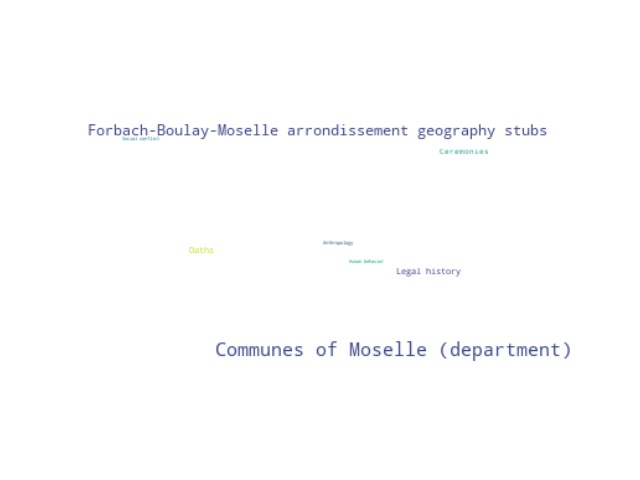 Forbach-Boulay-Moselle arrondissement geography stubs
Social conflict
Ceremonies
Anthropology
Oaths
Human behavior
Legal history
Communes of Moselle (department)